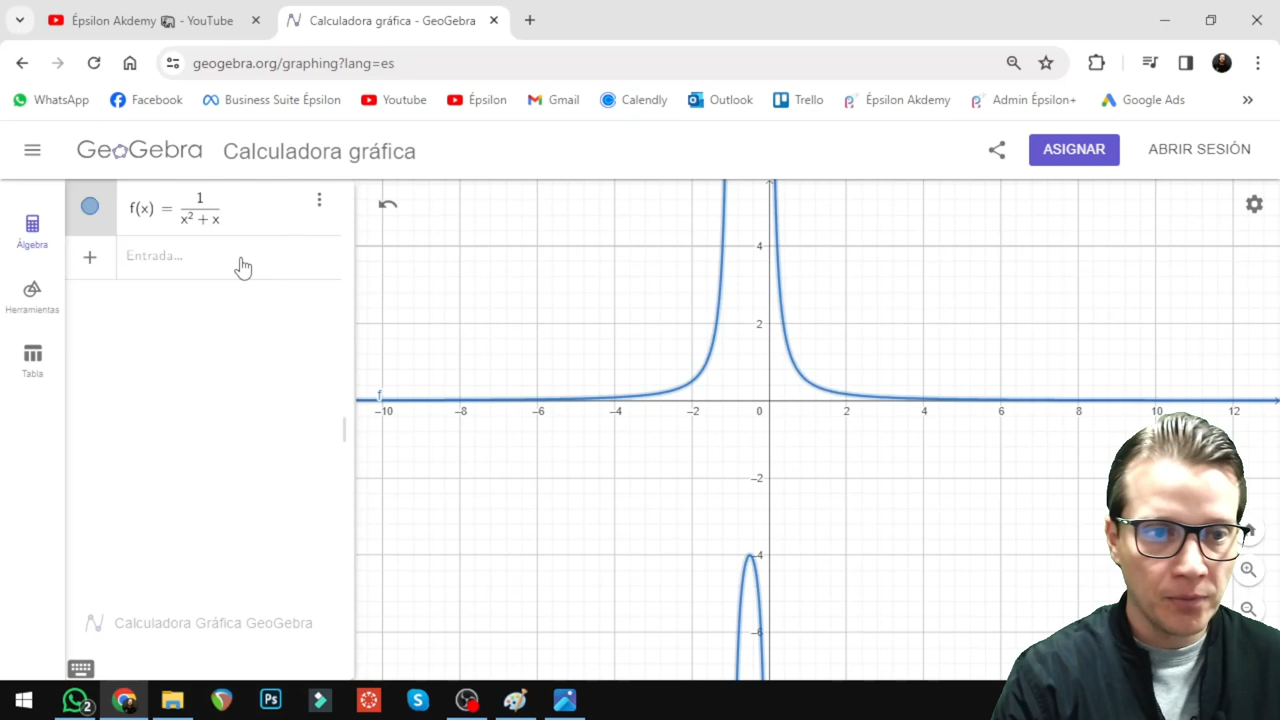 Épsilon Akdemy - YouTube
Calculadora gráfica - GeoGebra
geogebra.org/graphing?lang=es
WhatsApp
Facebook
Business Suite Épsilon
Youtube
Épsilon
Gmail
Calendly
Outlook
Trello
Épsilon Akdemy
Admin Épsilon+
Google Ads
GeoGebra
Calculadora gráfica
ASIGNAR
ABRIR SESIÓN
Álgebra
Herramientas
Tabla
f(x) = 1 / (x² + x)
Entrada...
Calculadora Gráfica GeoGebra
f
4
2
−10 −8 −6 −4 −2 0 2 4 6 8 10 12
−2
−4
−6
Ps
2